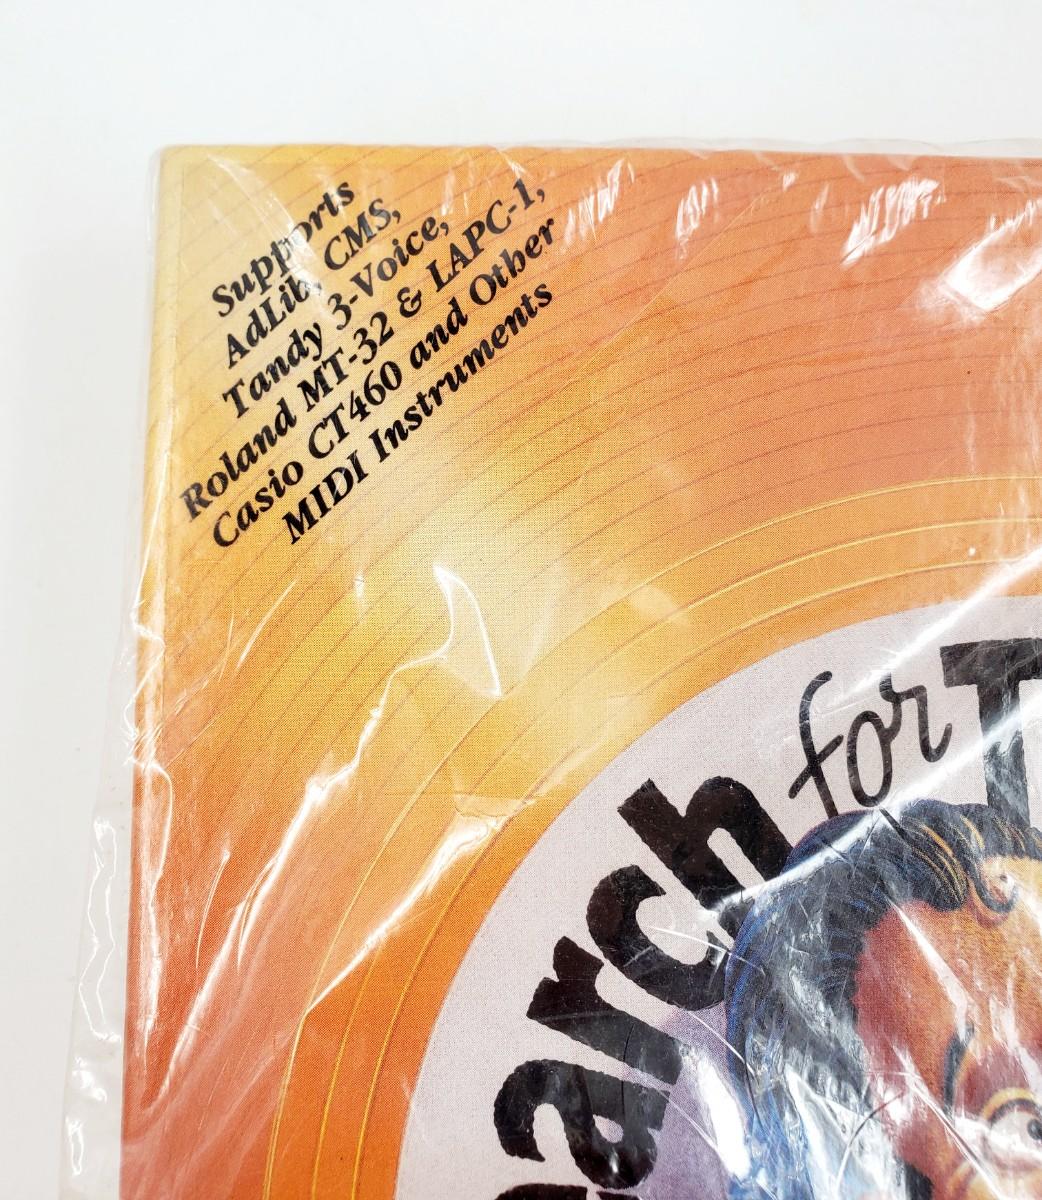 Supports
AdLib, CMS,
Tandy 3-Voice,
Roland MT-32 & LAPC-1,
Casio CT460 and Other
MIDI Instruments
arch for T